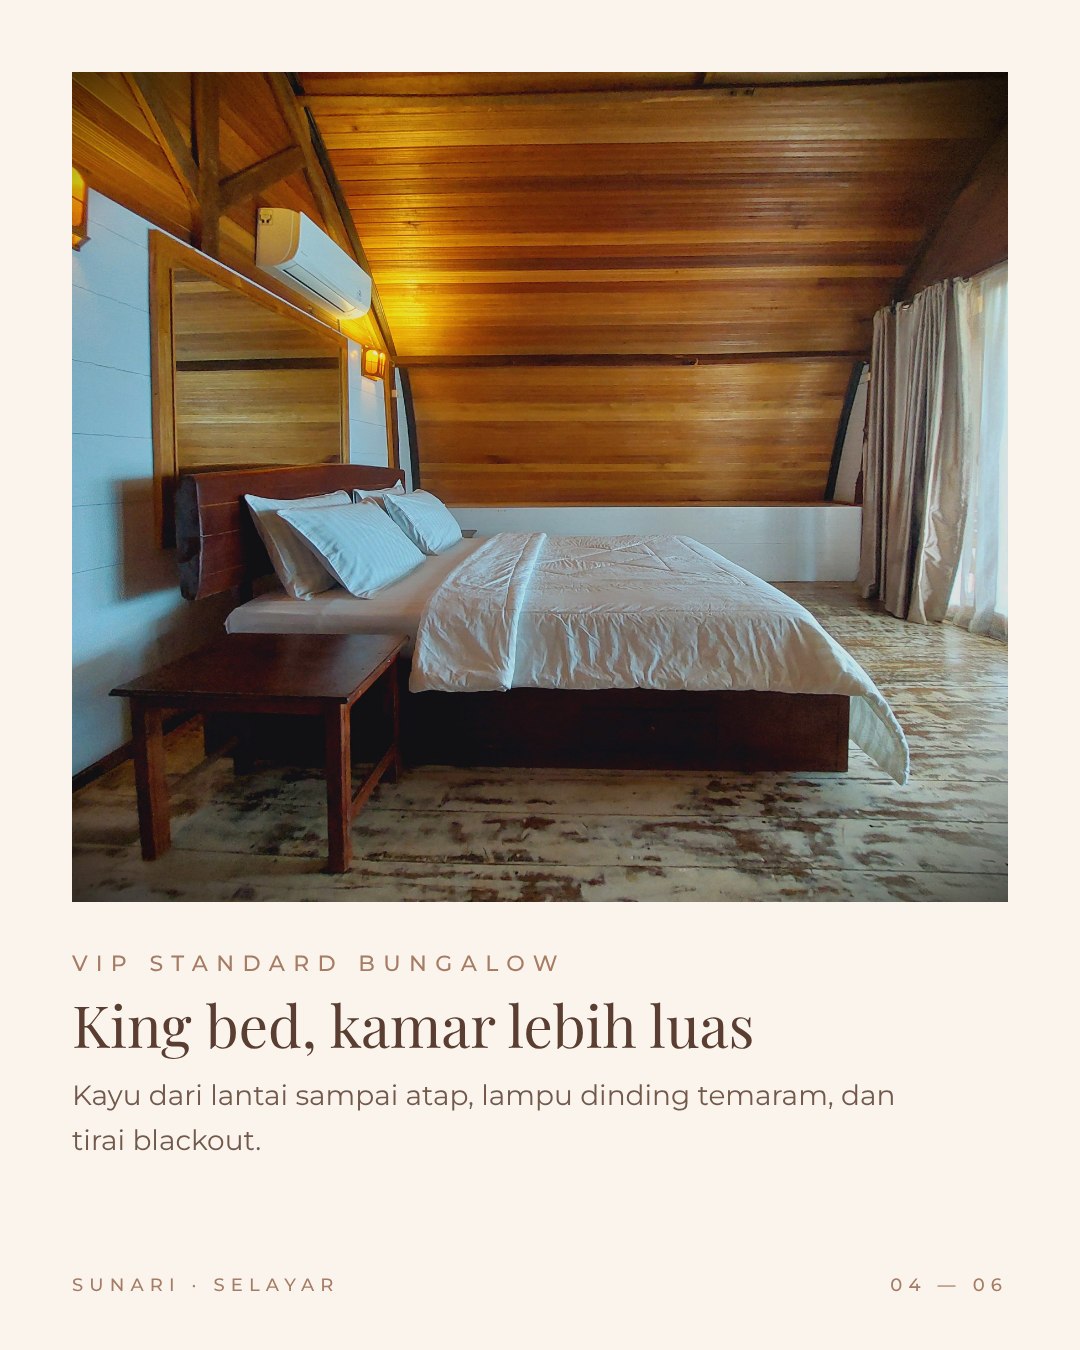 VIP STANDARD BUNGALOW
King bed, kamar lebih luas
Kayu dari lantai sampai atap, lampu dinding temaram, dan
tirai blackout.
SUNARI · SELAYAR
04 — 06